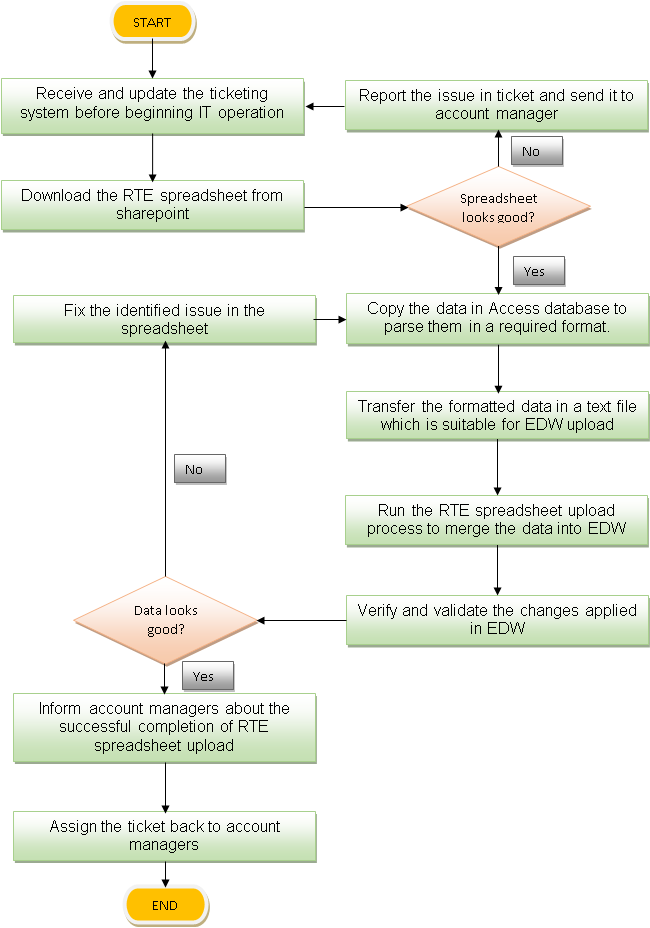 START
Receive and update the ticketing
system before beginning IT operation
Report the issue in ticket and send it to
account manager
No
Download the RTE spreadsheet from
sharepoint
Spreadsheet
looks good?
Yes
Fix the identified issue in the
spreadsheet
Copy the data in Access database to
parse them in a required format.
Transfer the formatted data in a text file
which is suitable for EDW upload
No
Run the RTE spreadsheet upload
process to merge the data into EDW
Verify and validate the changes applied
in EDW
Data looks
good?
Yes
Inform account managers about the
successful completion of RTE
spreadsheet upload
Assign the ticket back to account
managers
END